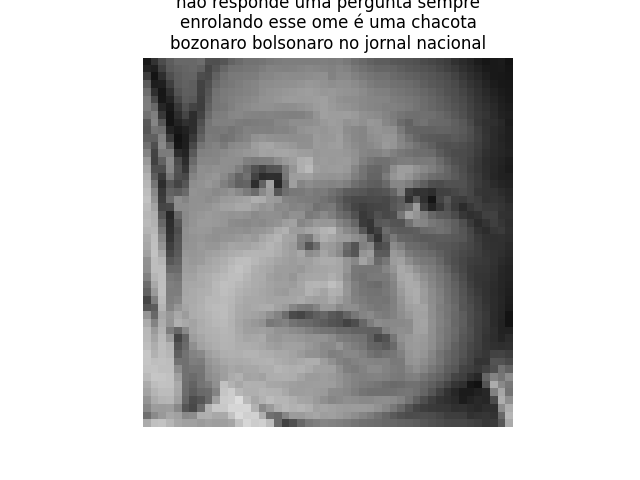 não responde uma pergunta sempre
enrolando esse ome é uma chacota
bozonaro bolsonaro no jornal nacional